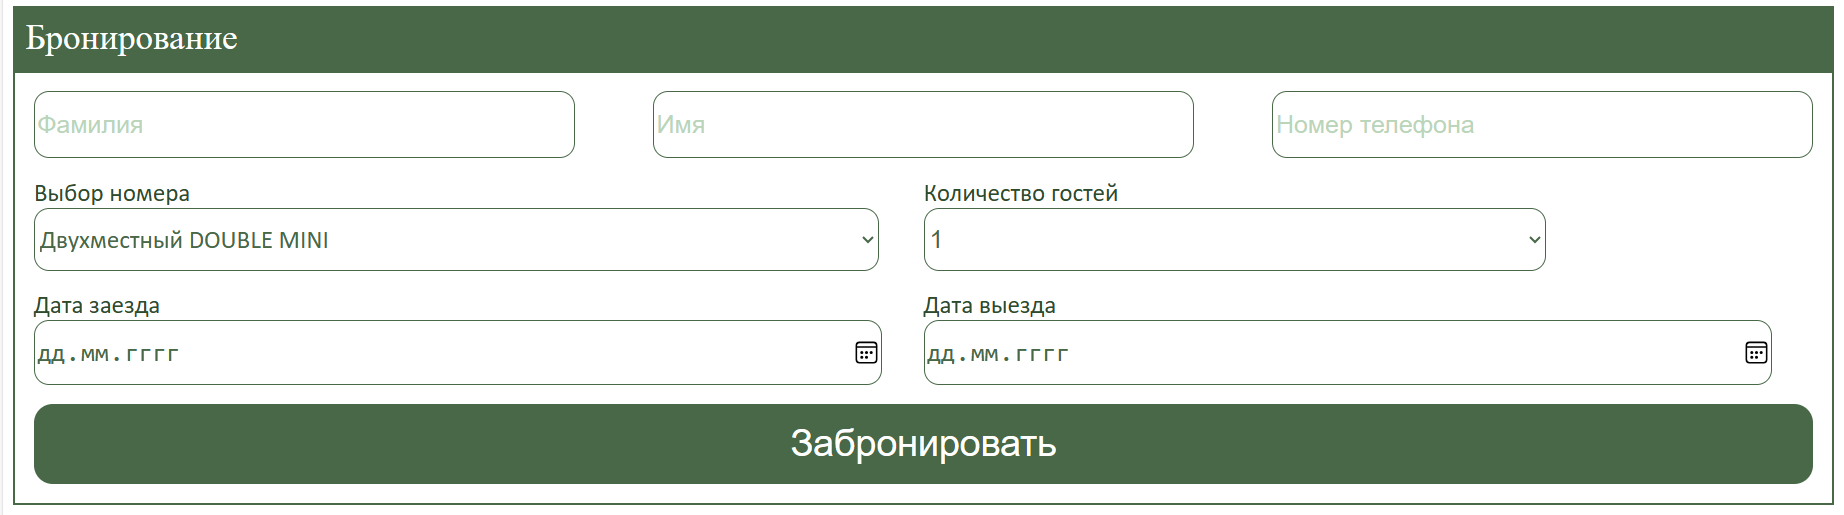 Бронирование
Фамилия Имя Номер телефона
Выбор номера Количество гостей
Двухместный DOUBLE MINI 1
Дата заезда Дата выезда
дд.мм.гггг дд.мм.гггг
Забронировать